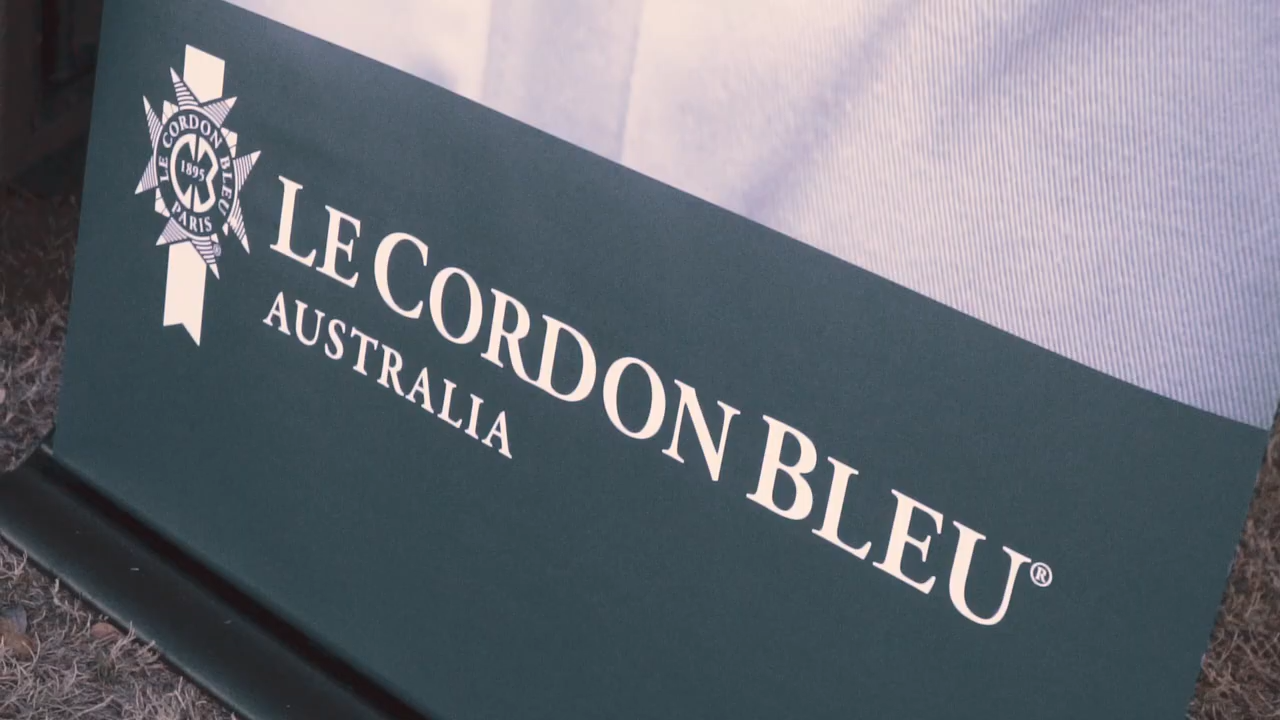 LE CORDON BLEU
1895
PARIS
LE CORDON BLEU®
AUSTRALIA